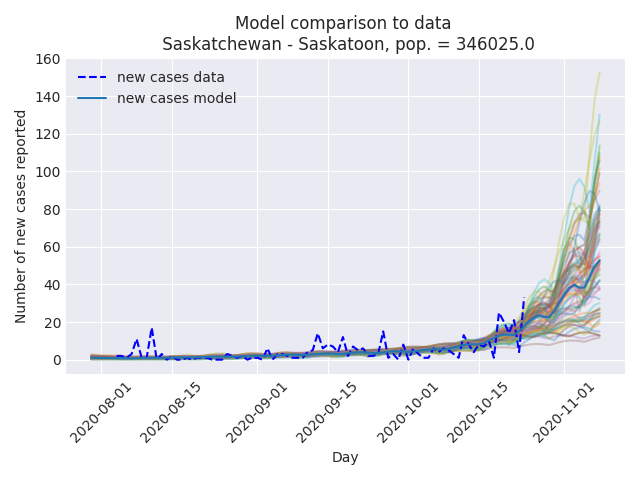 Model comparison to data
Saskatchewan - Saskatoon, pop. = 346025.0
new cases data
new cases model
Number of new cases reported
160
140
120
100
80
60
40
20
0
2020-08-01
2020-08-15
2020-09-01
2020-09-15
2020-10-01
2020-10-15
2020-11-01
Day